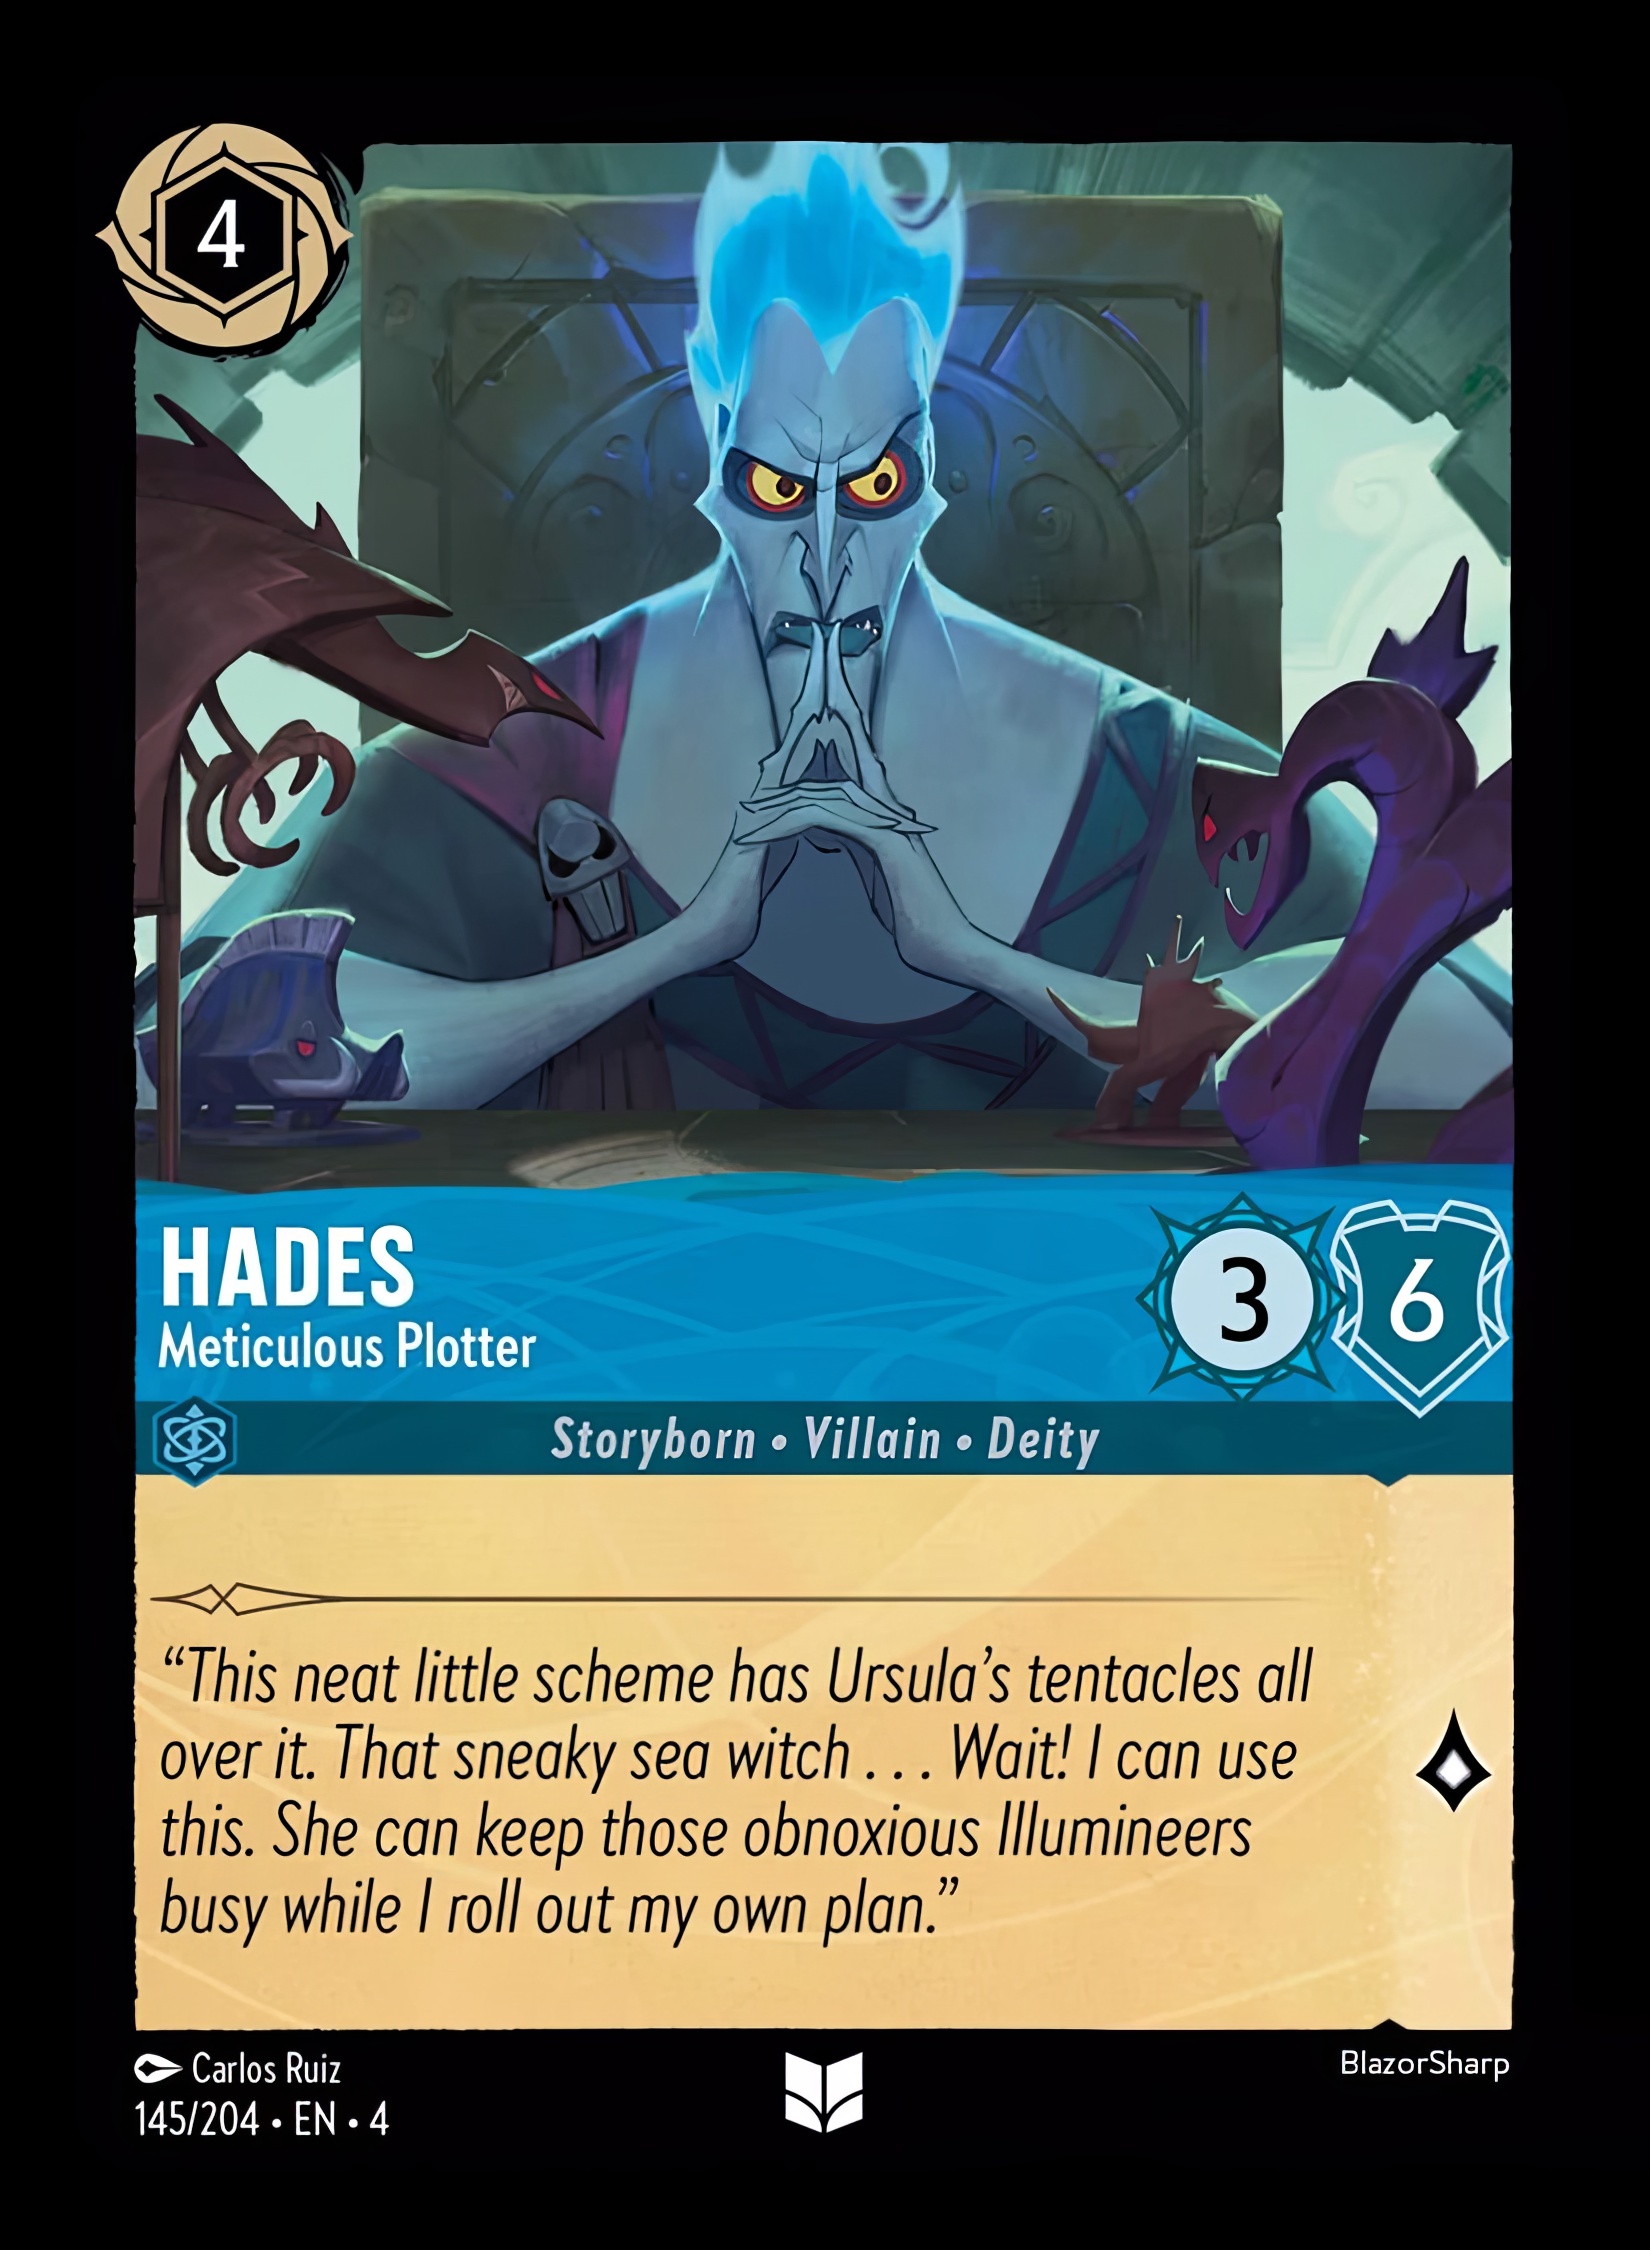 4
HADES
Meticulous Plotter
3
6
Storyborn • Villain • Deity
“This neat little scheme has Ursula’s tentacles all
over it. That sneaky sea witch . . . Wait! I can use
this. She can keep those obnoxious Illumineers
busy while I roll out my own plan.”
Carlos Ruiz
145/204 • EN • 4
BlazorSharp